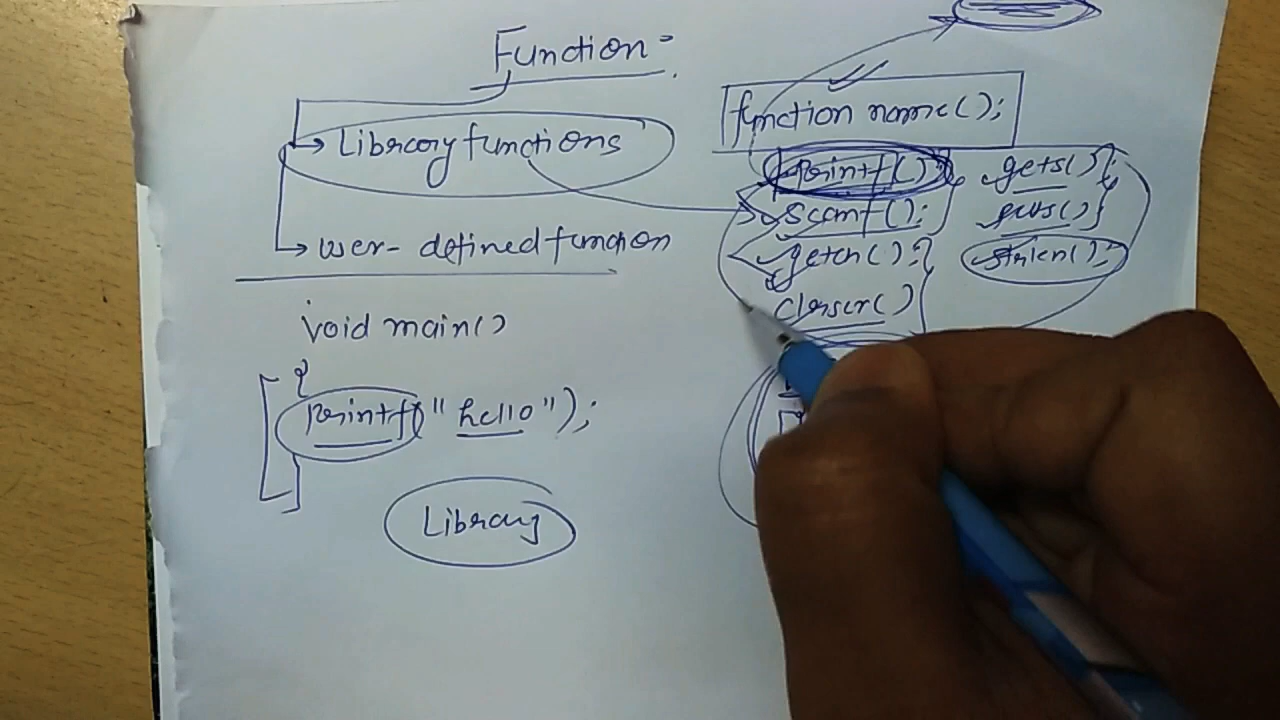 Function:
function name();
Library functions
printf();
gets();
scanf();
puts()
user-defined function
getch();
strlen();
clrscr()
void main()
{
printf("hello");
}
Library